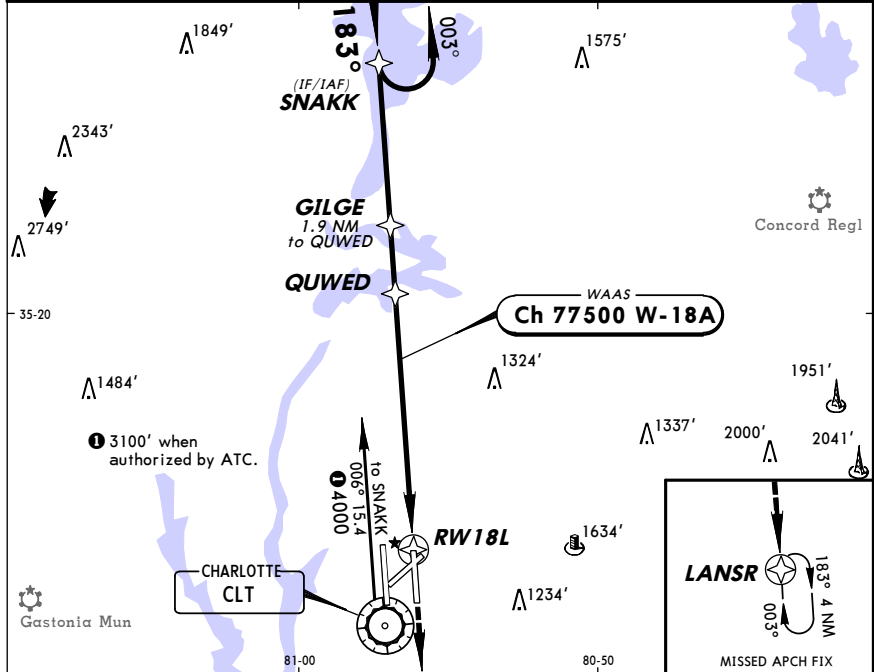 1849'
183°
003°
1575'
(IF/IAF)
SNAKK
2343'
GILGE
1.9 NM
to QUWED
Concord Regl
2749'
QUWED
WAAS
Ch 77500 W-18A
35-20
1324'
1951'
1484'
❶ 3100' when
authorized by ATC.
1337'
2000'
2041'
to SNAKK
006° 15.4
❶ 4000
RW18L
1634'
LANSR
183° 4 NM
003°
CHARLOTTE
CLT
1234'
Gastonia Mun
81-00
80-50
MISSED APCH FIX